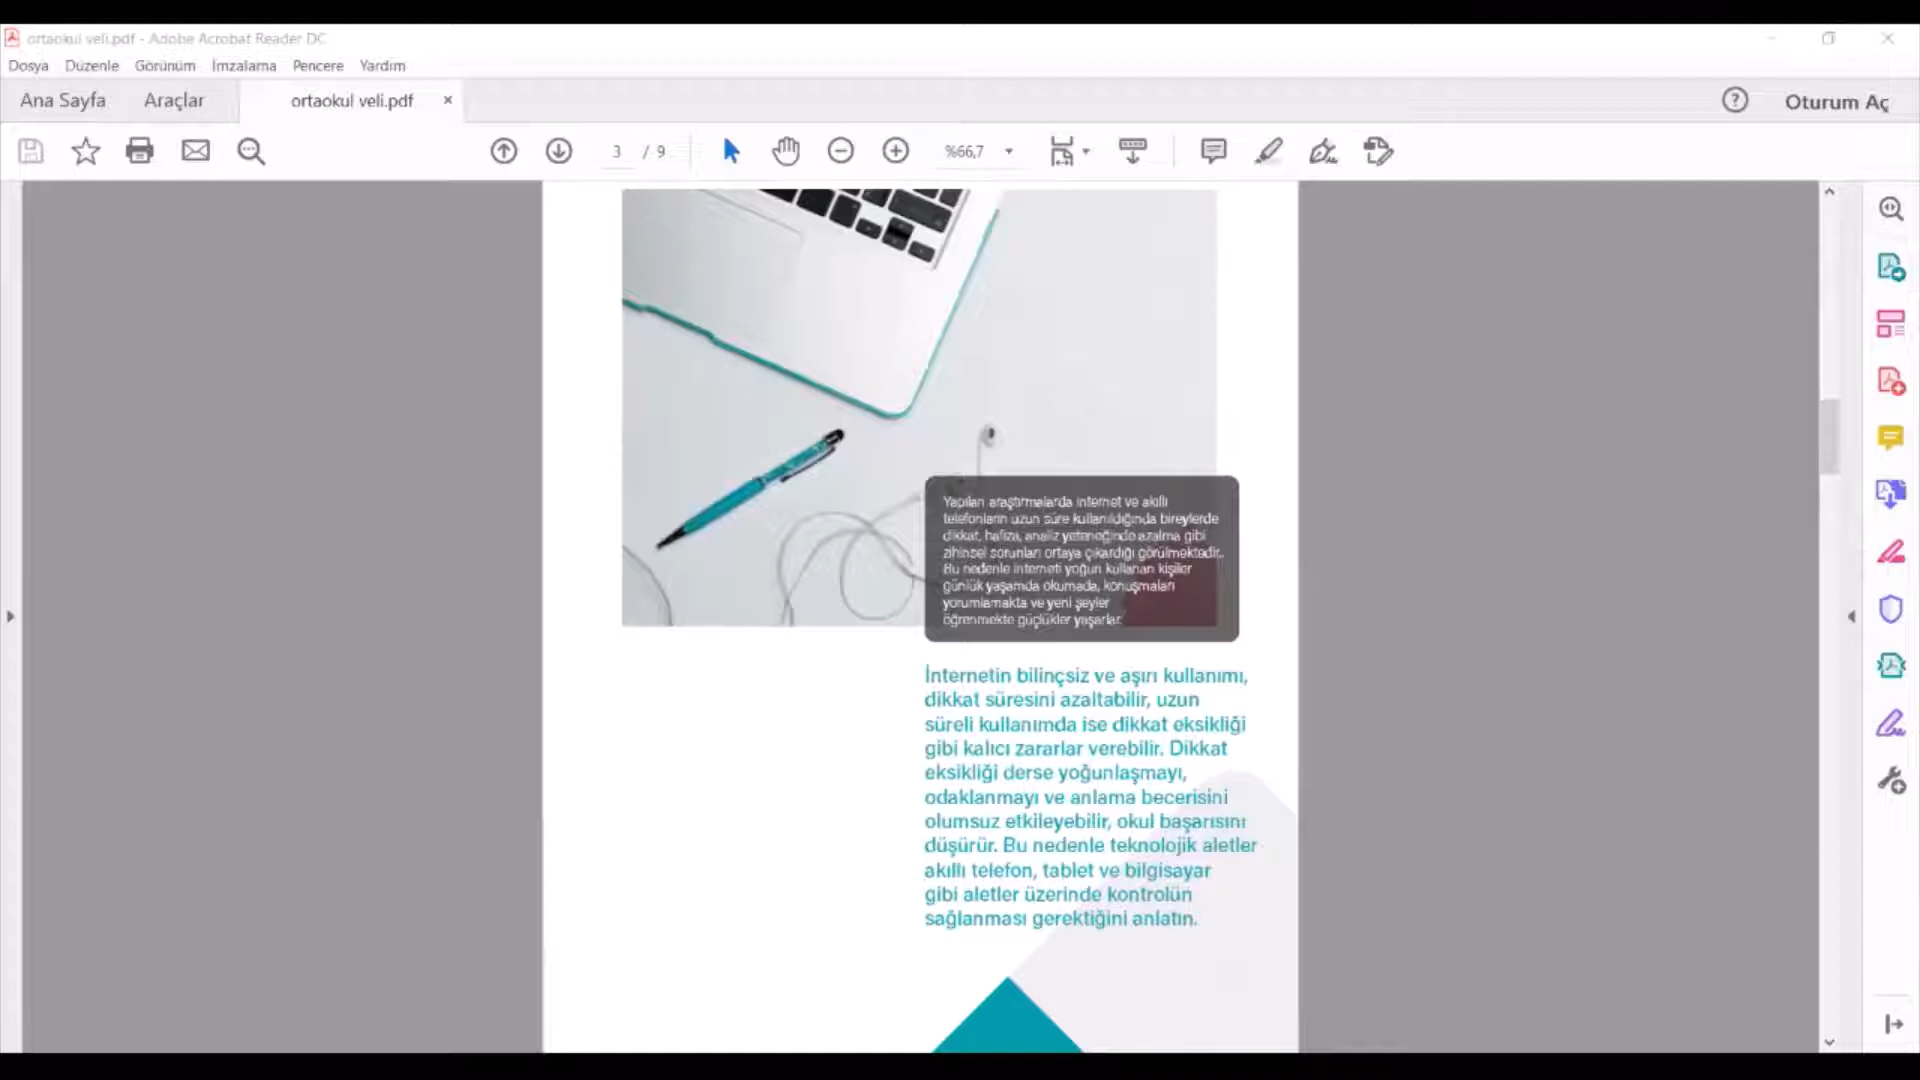 ortaokul veli.pdf - Adobe Acrobat Reader DC
Dosya Düzenle Görünüm İmzalama Pencere Yardım
Ana Sayfa Araçlar ortaokul veli.pdf × ? Oturum Aç
3 / 9 %66,7
Yapılan araştırmalarda internet ve akıllı
telefonların uzun süre kullanıldığında bireylerde
dikkat, hafıza, analiz yeteneğinde azalma gibi
zihinsel sorunları ortaya çıkardığı görülmektedir.
Bu nedenle interneti yoğun kullanan kişiler
günlük yaşamda okumada, konuşmaları
yorumlamakta ve yeni şeyler
öğrenmekte güçlükler yaşarlar.
İnternetin bilinçsiz ve aşırı kullanımı,
dikkat süresini azaltabilir, uzun
süreli kullanımda ise dikkat eksikliği
gibi kalıcı zararlar verebilir. Dikkat
eksikliği derse yoğunlaşmayı,
odaklanmayı ve anlama becerisini
olumsuz etkileyebilir, okul başarısını
düşürür. Bu nedenle teknolojik aletler
akıllı telefon, tablet ve bilgisayar
gibi aletler üzerinde kontrolün
sağlanması gerektiğini anlatın.